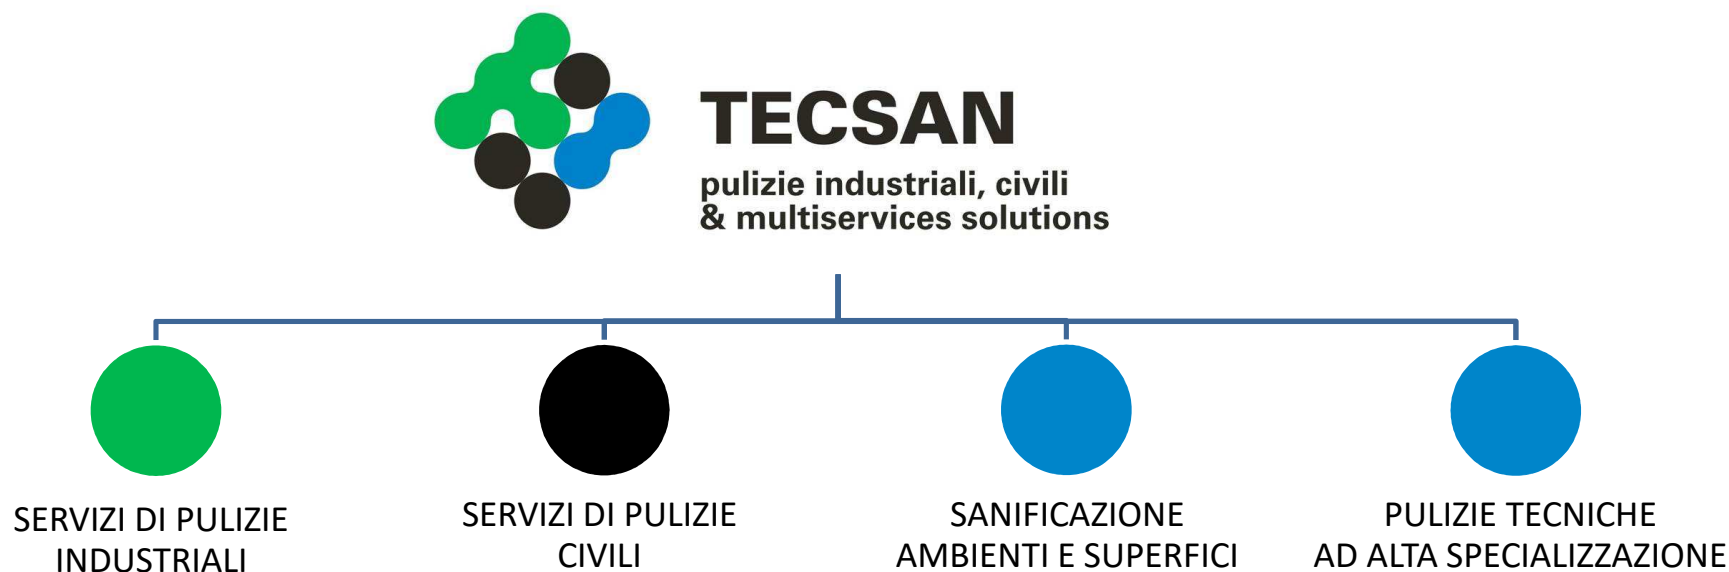 TECSAN
pulizie industriali, civili
& multiservices solutions
SERVIZI DI PULIZIE
INDUSTRIALI
SERVIZI DI PULIZIE
CIVILI
SANIFICAZIONE
AMBIENTI E SUPERFICI
PULIZIE TECNICHE
AD ALTA SPECIALIZZAZIONE